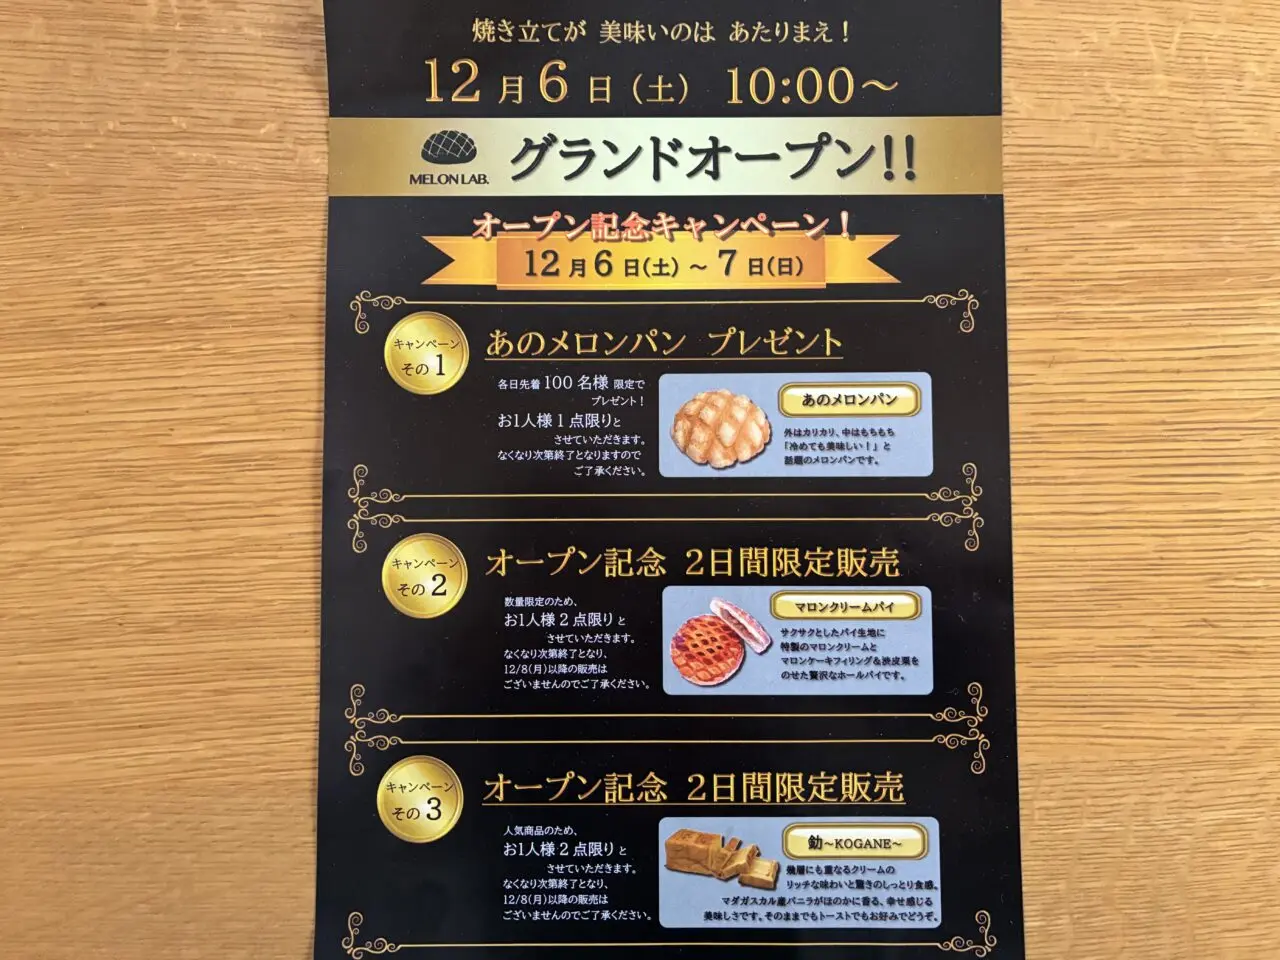 焼き立てが 美味いのは あたりまえ！
12月6日（土） 10:00～
MELON LAB.
グランドオープン!!
オープン記念キャンペーン！
12月6日(土)～7日(日)
キャンペーン
その1
あのメロンパン プレゼント
各日先着100名様 限定で
プレゼント！
お1人様1点限りと
させていただきます。
なくなり次第終了となりますので
ご了承ください。
あのメロンパン
外はカリカリ、中はもちもち
「冷めても美味しい！」と
話題のメロンパンです。
キャンペーン
その2
オープン記念 2日間限定販売
数量限定のため、
お1人様2点限りと
させていただきます。
なくなり次第終了となり、
12/8(月)以降の販売は
ございませんのでご了承ください。
マロンクリームパイ
サクサクとしたパイ生地に
特製のマロンクリームと
マロンケーキフィリング＆渋皮栗を
のせた贅沢なホールパイです。
キャンペーン
その3
オープン記念 2日間限定販売
人気商品のため、
お1人様2点限りと
させていただきます。
なくなり次第終了となり、
12/8(月)以降の販売は
ございませんのでご了承ください。
～KOGANE～
幾層にも重なるクリームの
リッチな味わいと驚きのしっとり食感。
マダガスカル産バニラがほのかに香る、幸せ感じる
美味しさです。そのままでもトーストでもお好みでどうぞ。